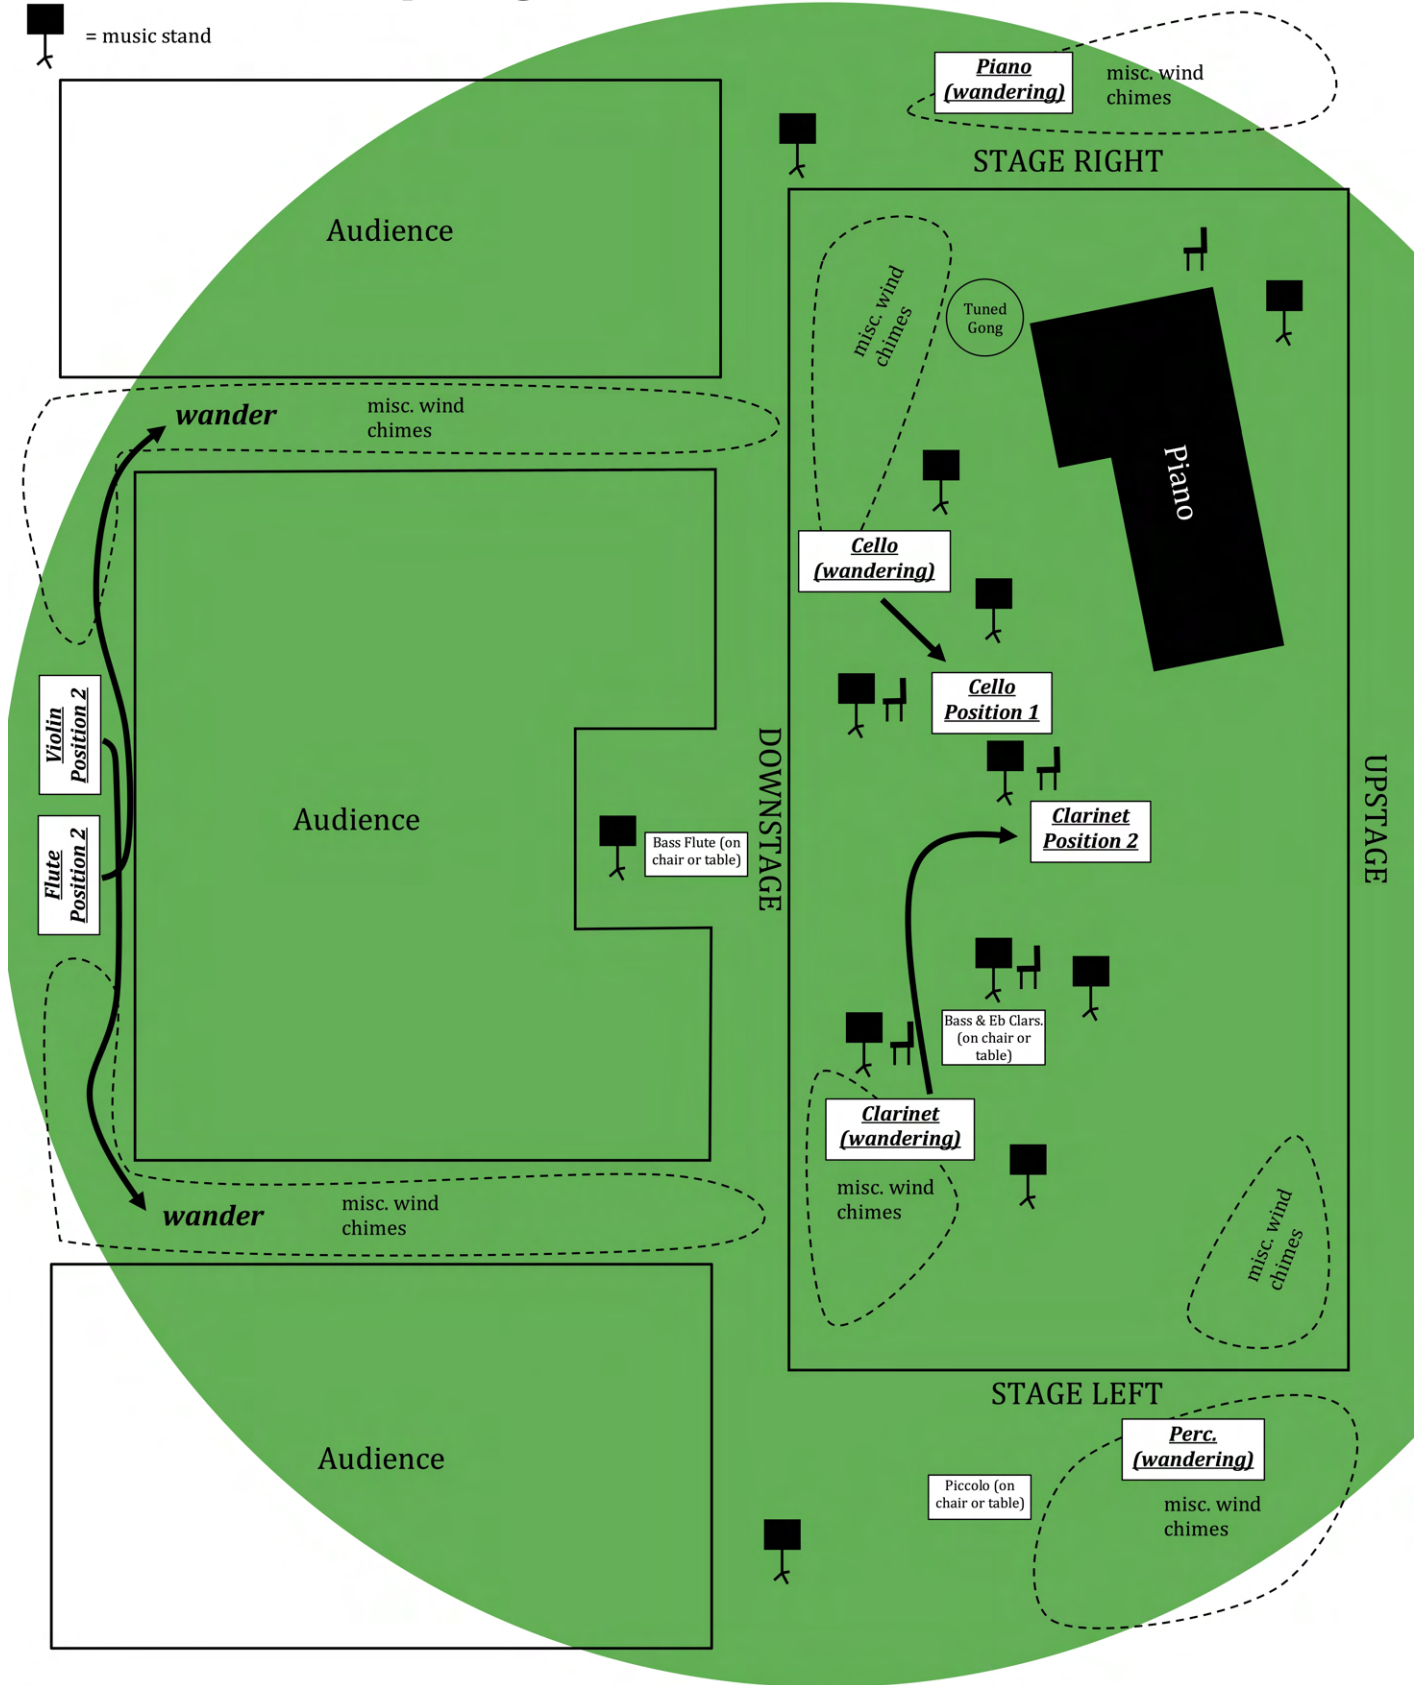 = music stand
Piano
(wandering)
misc. wind
chimes
STAGE RIGHT
Audience
misc. wind
chimes
Tuned
Gong
wander
misc. wind
chimes
Piano
Cello
(wandering)
Cello
Position 1
Violin
Position 2
Flute
Position 2
Audience
Bass Flute (on
chair or table)
DOWNSTAGE
Clarinet
Position 2
UPSTAGE
Bass & Eb Clars.
(on chair or
table)
Clarinet
(wandering)
misc. wind
chimes
wander
misc. wind
chimes
misc. wind
chimes
STAGE LEFT
Audience
Perc.
(wandering)
Piccolo (on
chair or table)
misc. wind
chimes